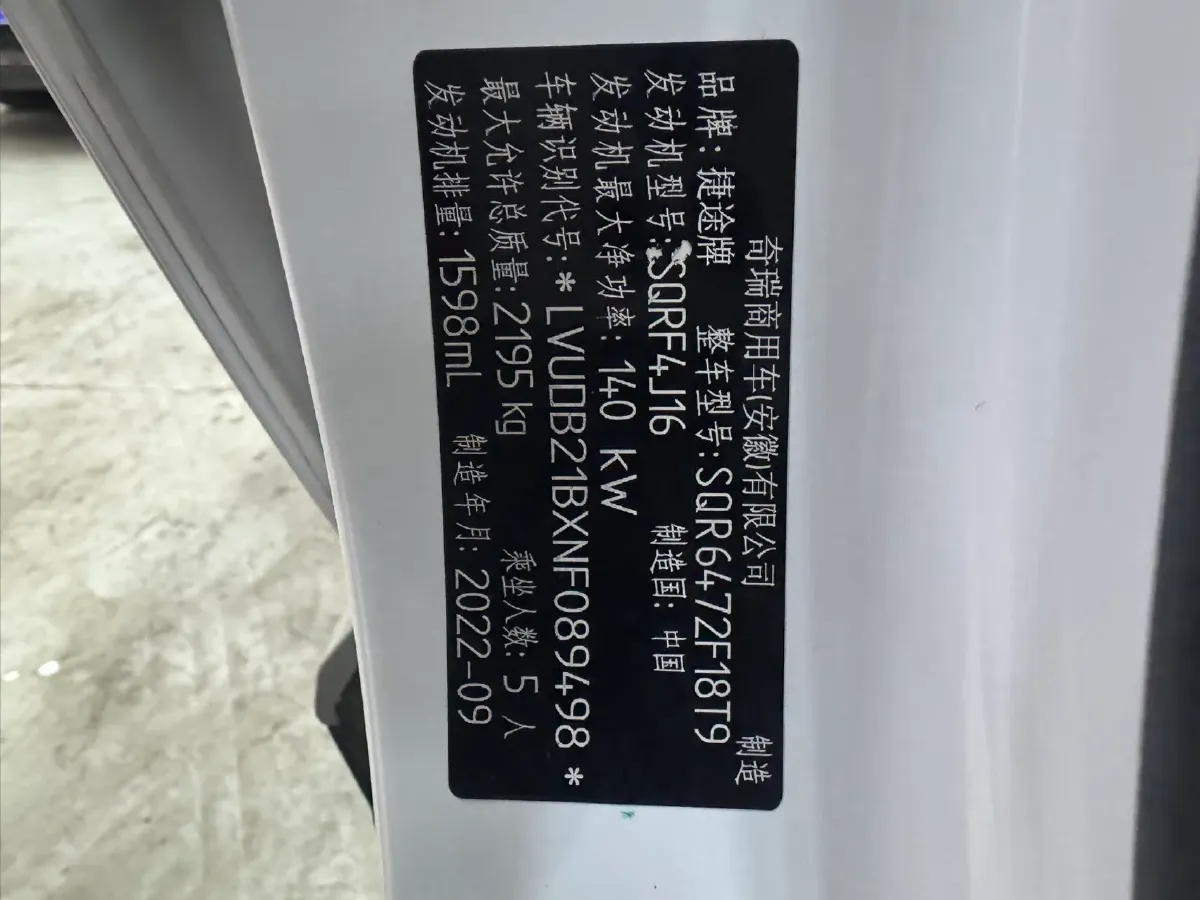 奇瑞商用车(安徽)有限公司 制造
品牌: 捷途牌 整车型号: SQR6472F18T9
发动机型号: SQRF4J16 制造国: 中国
发动机最大净功率: 140 kW
车辆识别代号: *LVUDB21BXNF089498*
最大允许总质量: 2195 kg 乘坐人数: 5 人
发动机排量: 1598mL 制造年月: 2022-09